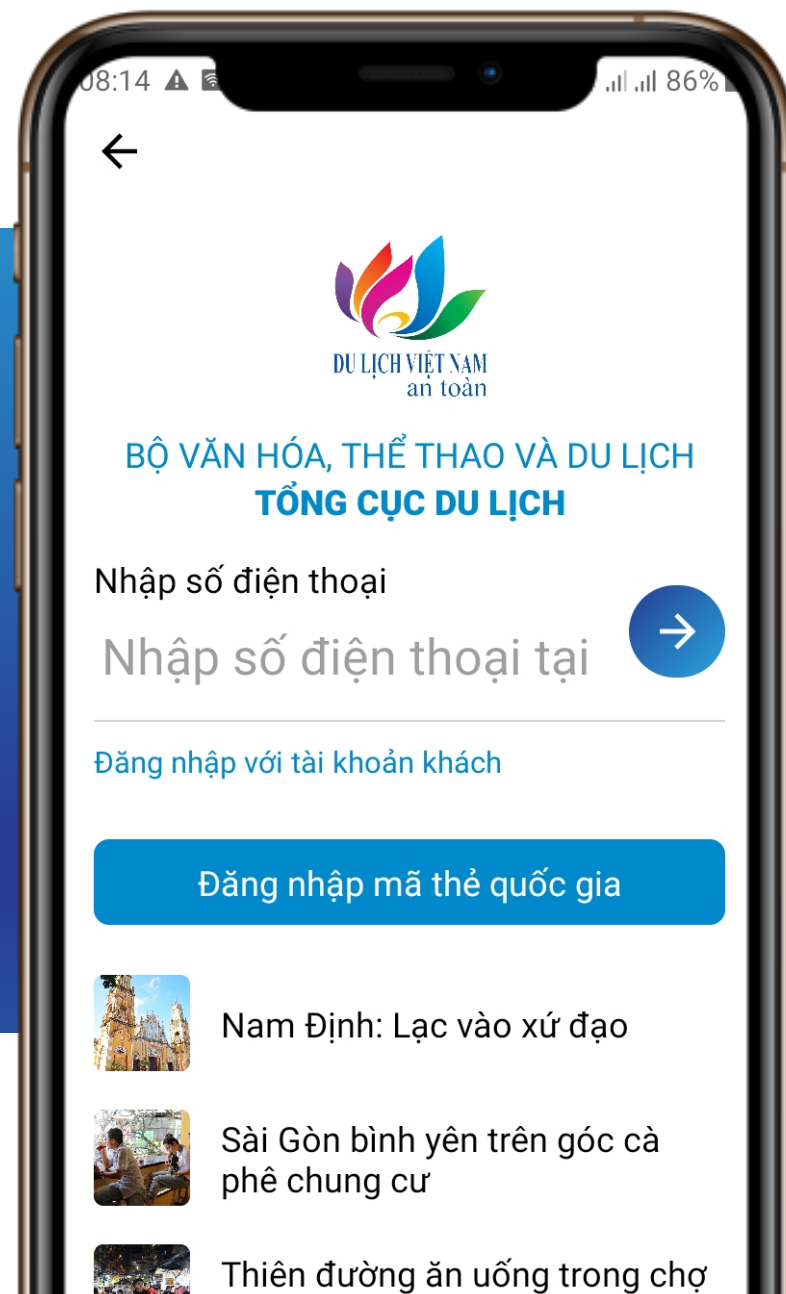 08:14 86%
DU LỊCH VIỆT NAM
an toàn
BỘ VĂN HÓA, THỂ THAO VÀ DU LỊCH
TỔNG CỤC DU LỊCH
Nhập số điện thoại
Nhập số điện thoại tại
Đăng nhập với tài khoản khách
Đăng nhập mã thẻ quốc gia
Nam Định: Lạc vào xứ đạo
Sài Gòn bình yên trên góc cà
phê chung cư
Thiên đường ăn uống trong chợ